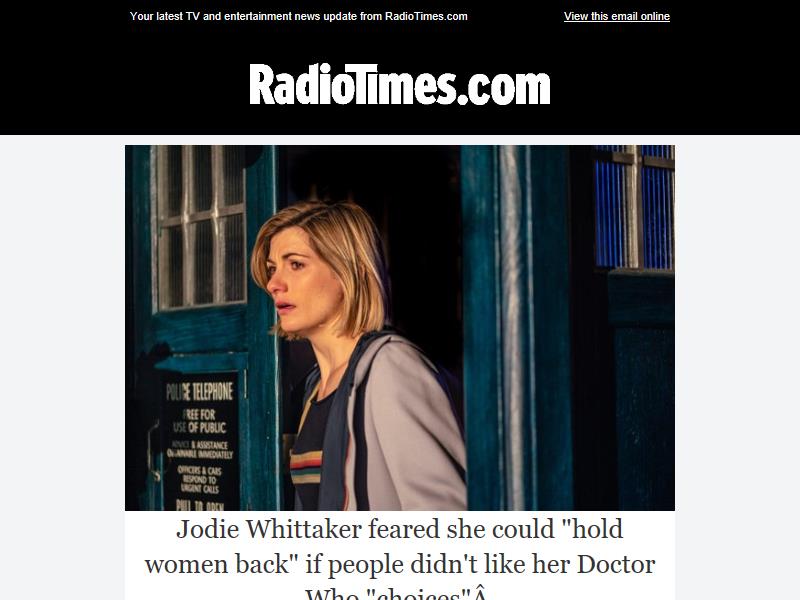 Your latest TV and entertainment news update from RadioTimes.com
View this email online
RadioTimes.com
POLICE TELEPHONE
FREE FOR
USE OF PUBLIC
ADVICE & ASSISTANCE
OBTAINABLE IMMEDIATELY
OFFICERS & CARS
RESPOND TO
URGENT CALLS
PULL TO OPEN
Jodie Whittaker feared she could "hold
women back" if people didn't like her Doctor
Who "choices"Â